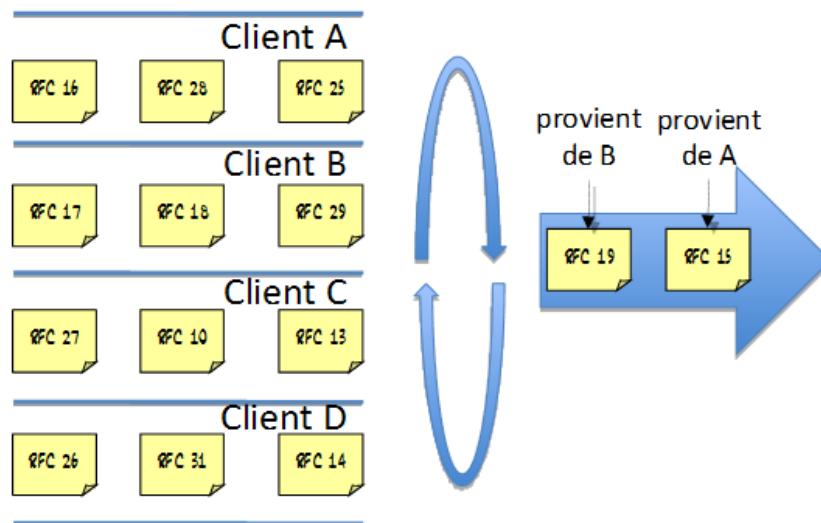 Client A
RFC 16 RFC 28 RFC 25
Client B
RFC 17 RFC 18 RFC 29
Client C
RFC 27 RFC 10 RFC 13
Client D
RFC 26 RFC 31 RFC 14
provient
de B
provient
de A
RFC 19 RFC 15